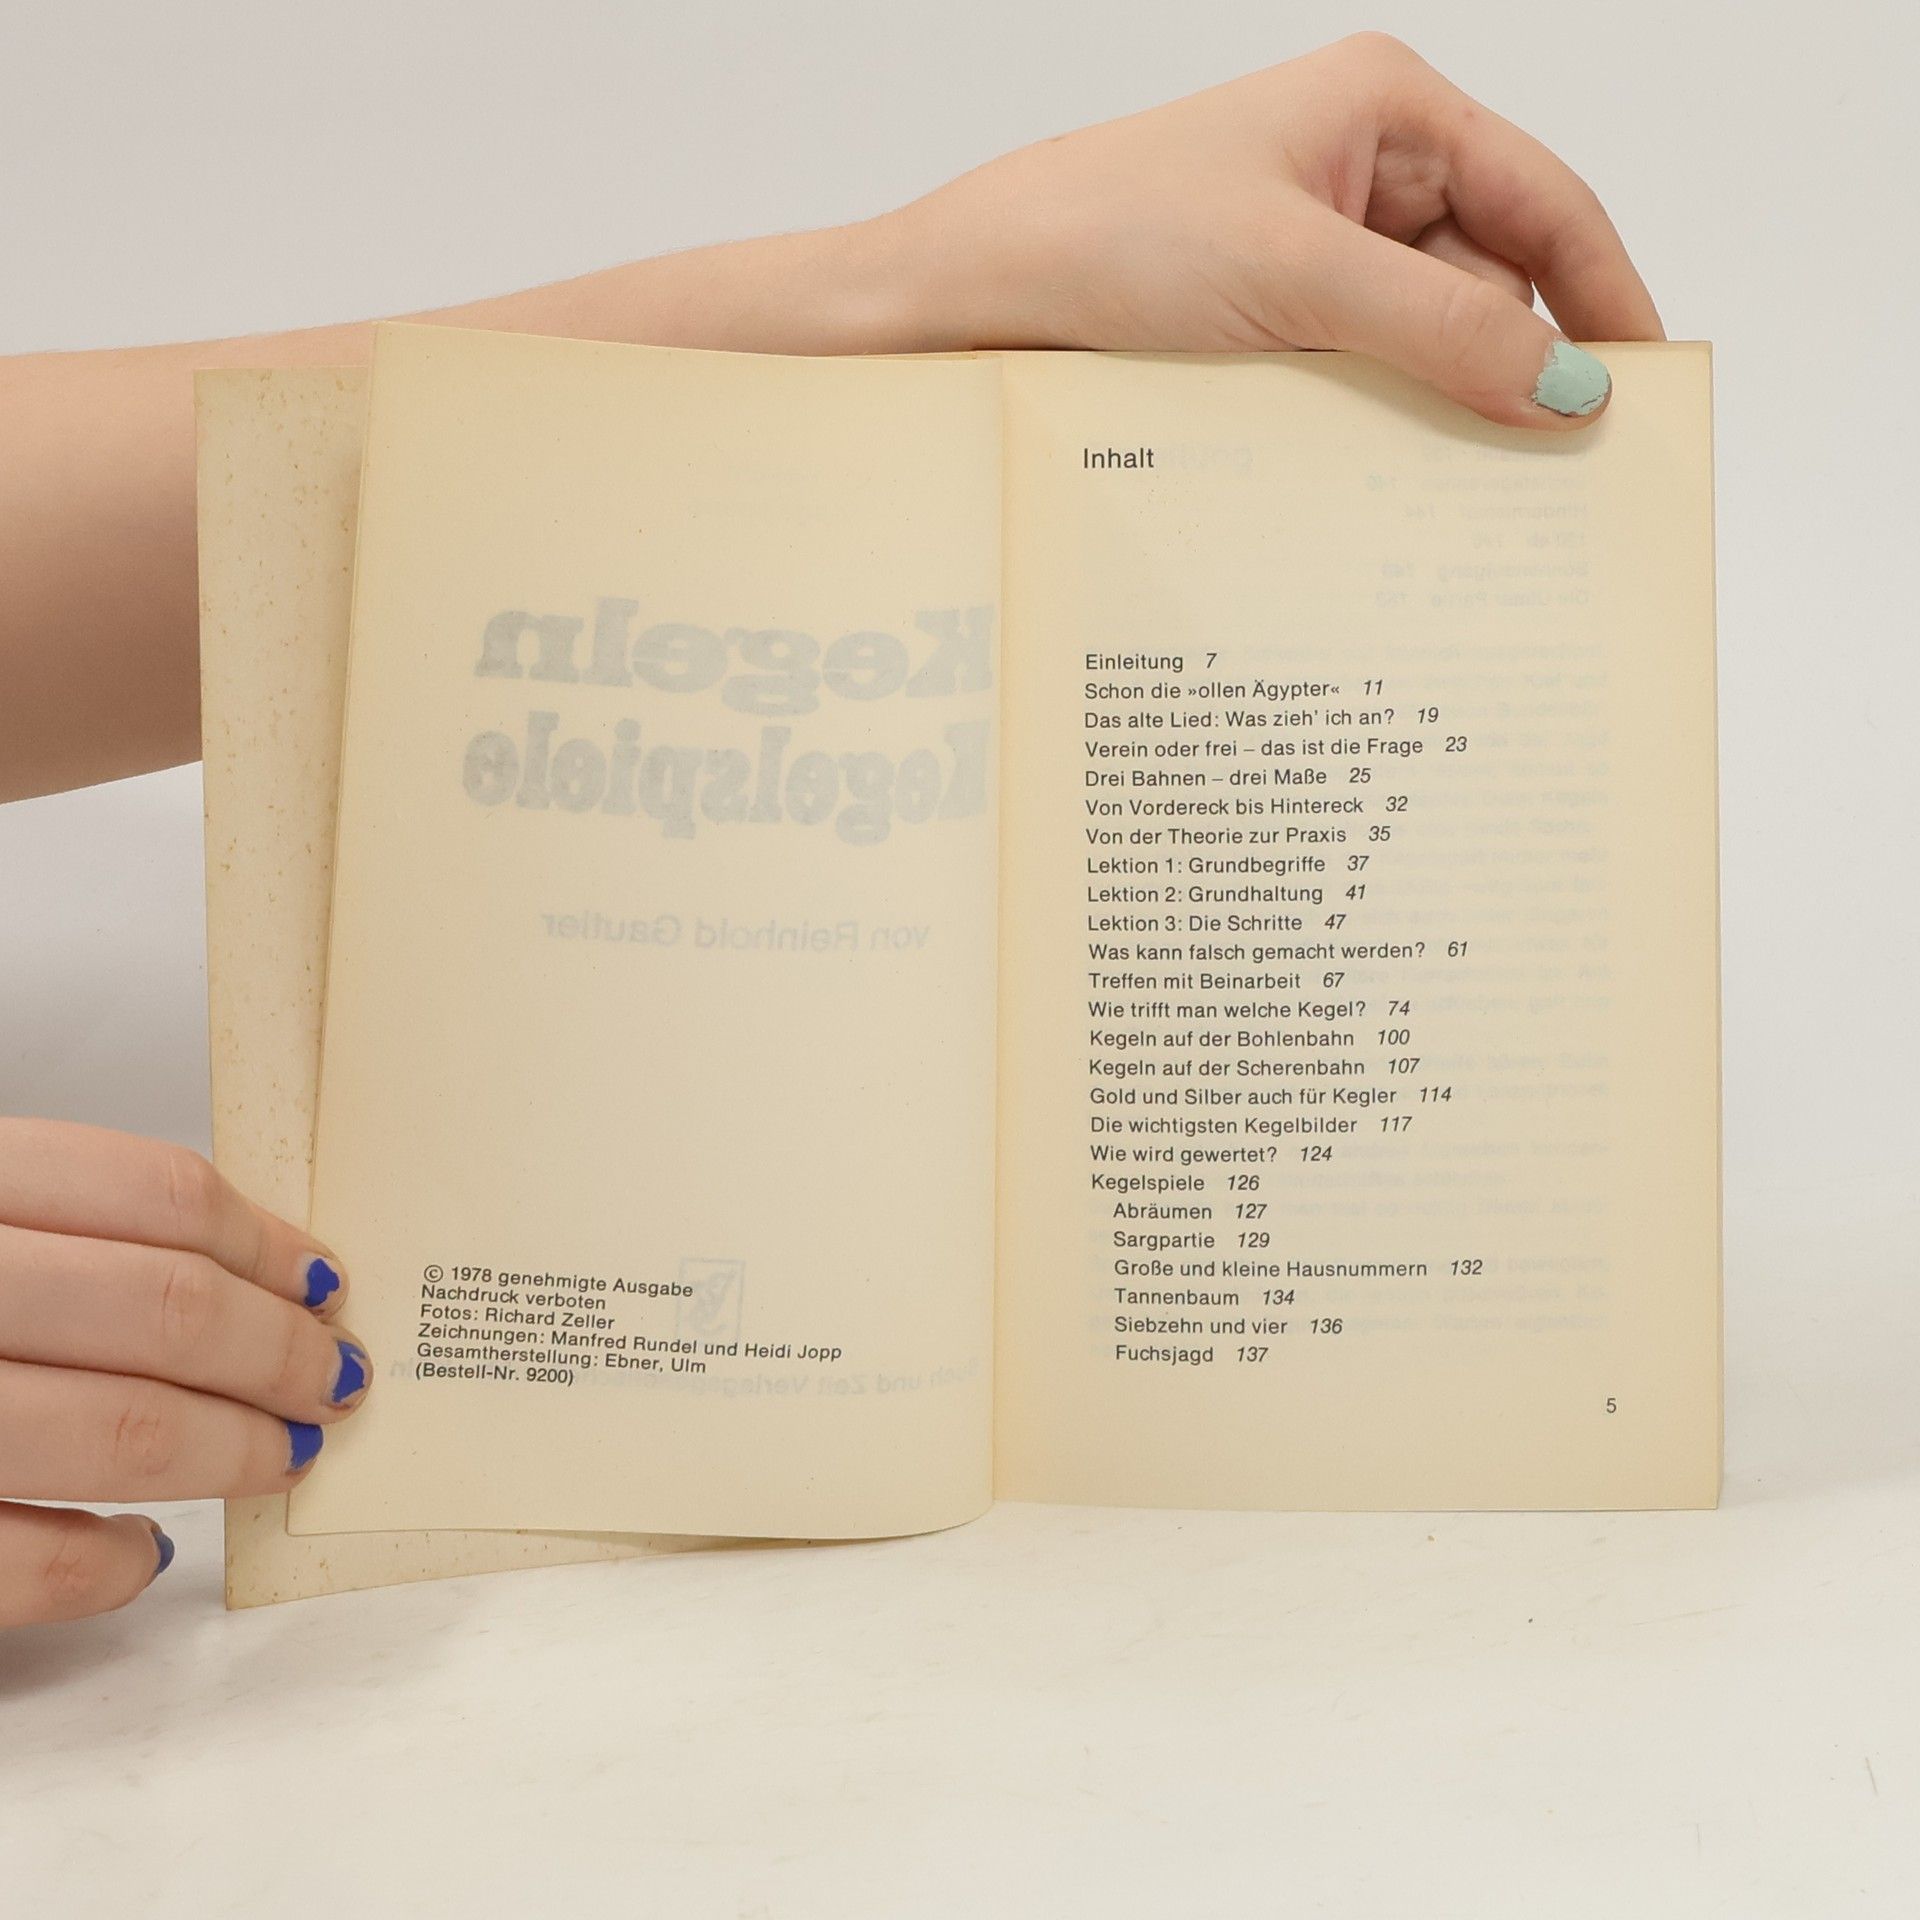 © 1978 genehmigte Ausgabe
Nachdruck verboten
Fotos: Richard Zeller
Zeichnungen: Manfred Rundel und Heidi Jopp
Gesamtherstellung: Ebner, Ulm
(Bestell-Nr. 9200)
Kegeln
Kegelspiele
von Reinhold Gautier
Inhalt
Einleitung 7
Schon die »ollen Ägypter« 11
Das alte Lied: Was zieh' ich an? 19
Verein oder frei – das ist die Frage 23
Drei Bahnen – drei Maße 25
Von Vordereck bis Hintereck 32
Von der Theorie zur Praxis 35
Lektion 1: Grundbegriffe 37
Lektion 2: Grundhaltung 41
Lektion 3: Die Schritte 47
Was kann falsch gemacht werden? 61
Treffen mit Beinarbeit 67
Wie trifft man welche Kegel? 74
Kegeln auf der Bohlenbahn 100
Kegeln auf der Scherenbahn 107
Gold und Silber auch für Kegler 114
Die wichtigsten Kegelbilder 117
Wie wird gewertet? 124
Kegelspiele 126
Abräumen 127
Sargpartie 129
Große und kleine Hausnummern 132
Tannenbaum 134
Siebzehn und vier 136
Fuchsjagd 137
5